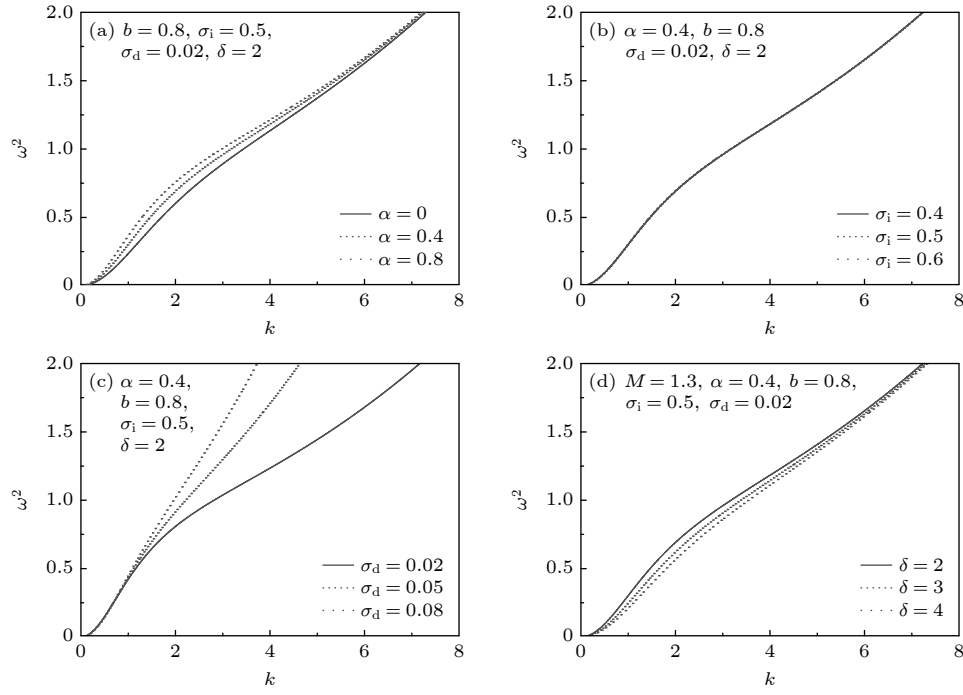 (a) b = 0.8, σi = 0.5,
σd = 0.02, δ = 2
2.0
1.5
1.0
0.5
0
ω²
α = 0
α = 0.4
α = 0.8
0 2 4 6 8
k
(b) α = 0.4, b = 0.8
σd = 0.02, δ = 2
2.0
1.5
1.0
0.5
0
ω²
σi = 0.4
σi = 0.5
σi = 0.6
0 2 4 6 8
k
(c) α = 0.4,
b = 0.8,
σi = 0.5,
δ = 2
2.0
1.5
1.0
0.5
0
ω²
σd = 0.02
σd = 0.05
σd = 0.08
0 2 4 6 8
k
(d) M = 1.3, α = 0.4, b = 0.8,
σi = 0.5, σd = 0.02
2.0
1.5
1.0
0.5
0
ω²
δ = 2
δ = 3
δ = 4
0 2 4 6 8
k